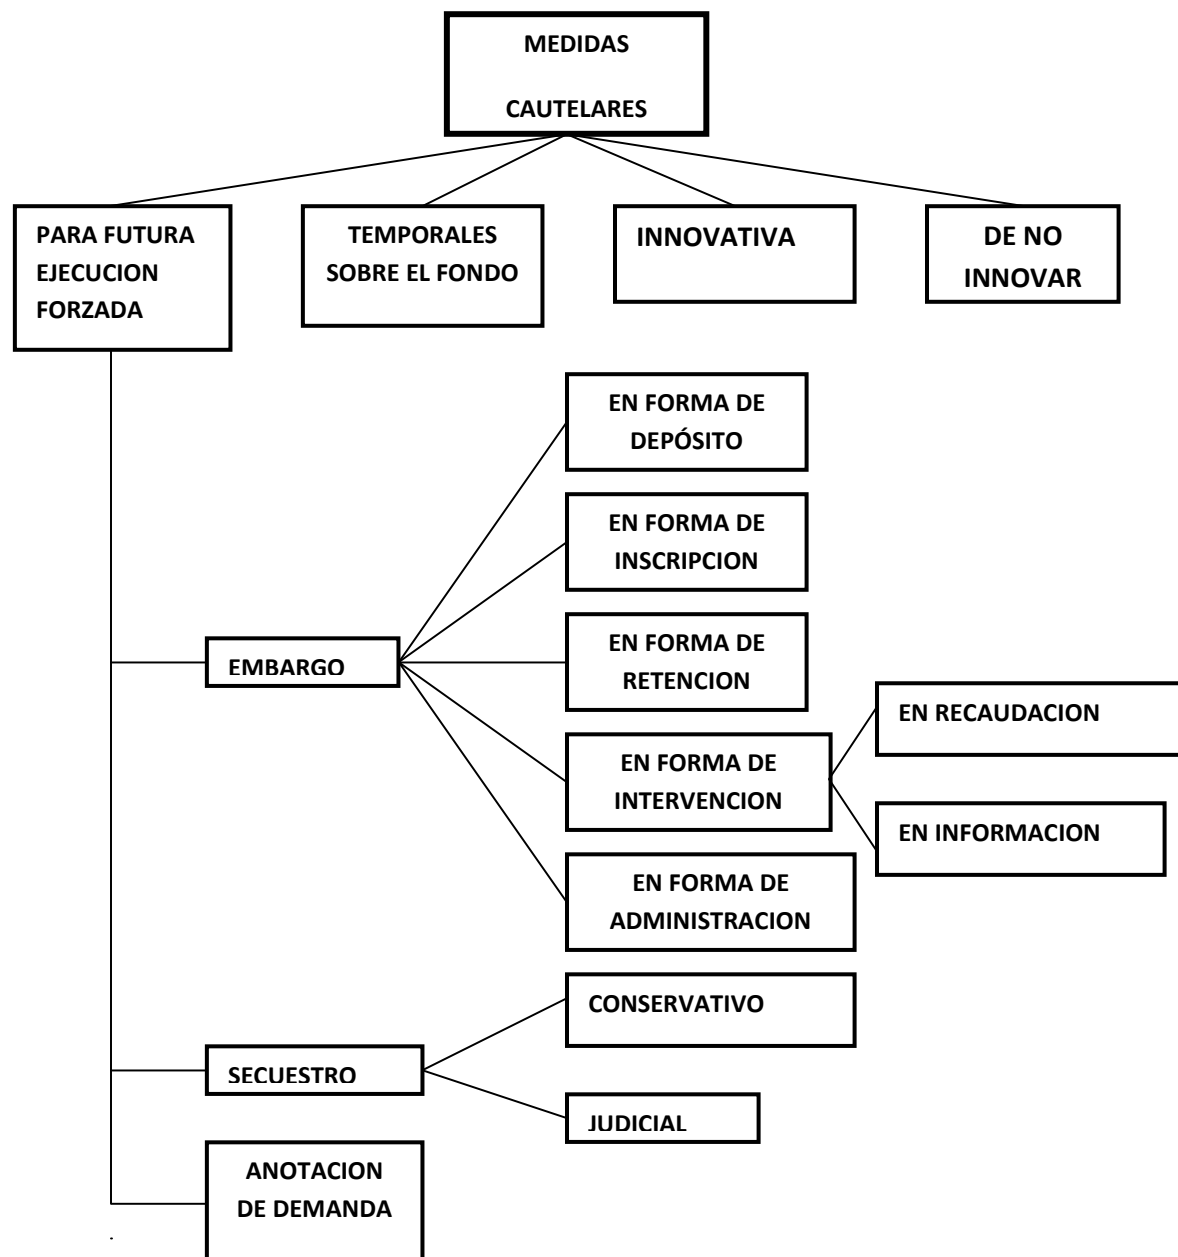 MEDIDAS
CAUTELARES
PARA FUTURA
EJECUCION
FORZADA
TEMPORALES
SOBRE EL FONDO
INNOVATIVA
DE NO
INNOVAR
EN FORMA DE
DEPÓSITO
EN FORMA DE
INSCRIPCION
EN FORMA DE
RETENCION
EMBARGO
EN RECAUDACION
EN FORMA DE
INTERVENCION
EN INFORMACION
EN FORMA DE
ADMINISTRACION
CONSERVATIVO
SECUESTRO
JUDICIAL
ANOTACION
DE DEMANDA
.